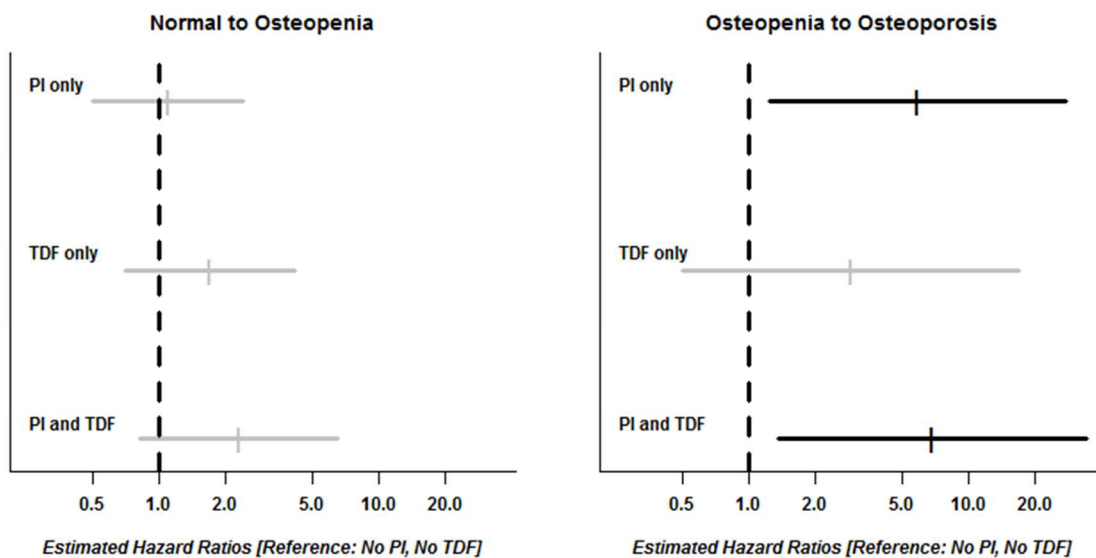 Normal to Osteopenia
PI only
TDF only
PI and TDF
0.5 1.0 2.0 5.0 10.0 20.0
Estimated Hazard Ratios [Reference: No PI, No TDF]
Osteopenia to Osteoporosis
PI only
TDF only
PI and TDF
0.5 1.0 2.0 5.0 10.0 20.0
Estimated Hazard Ratios [Reference: No PI, No TDF]